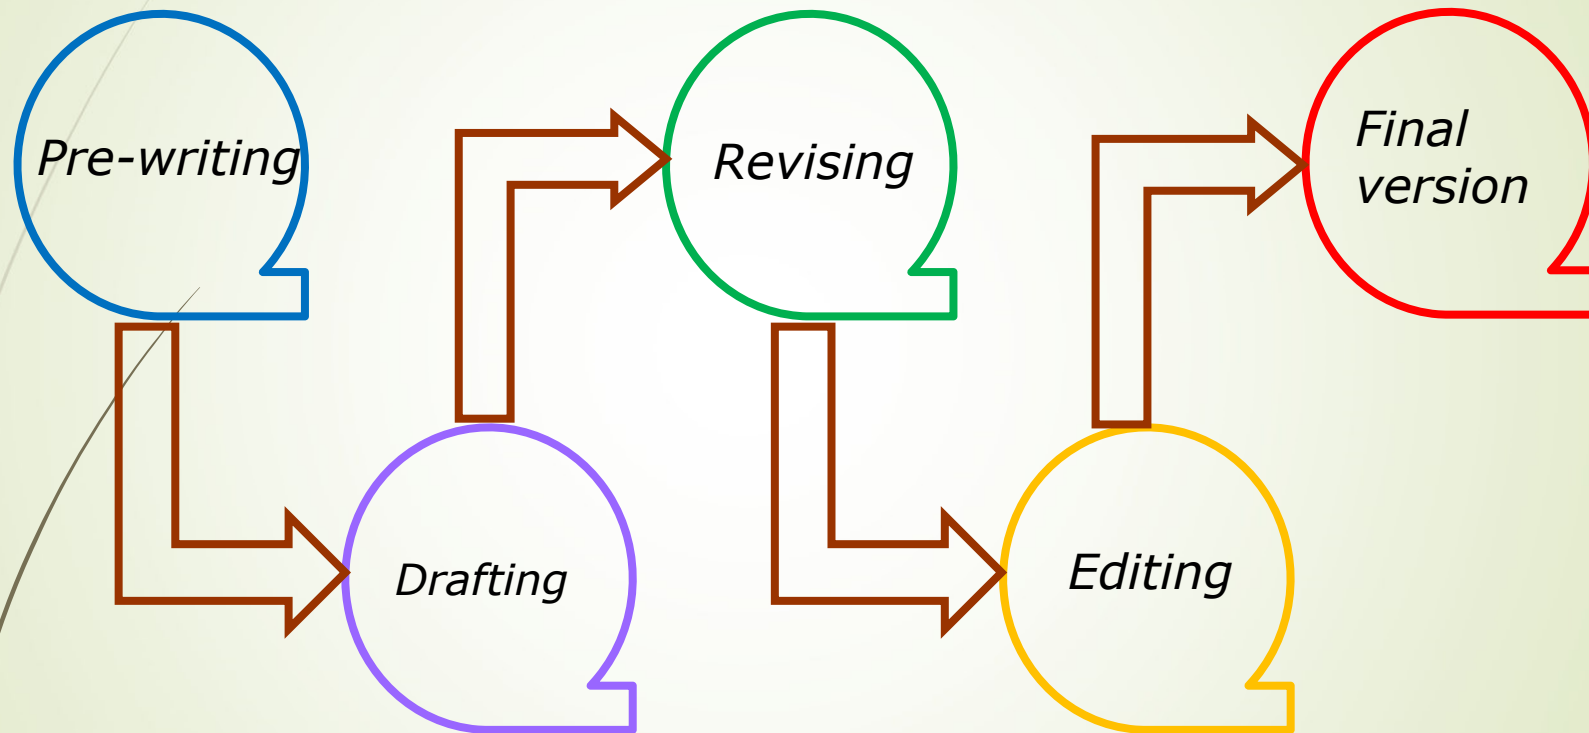 Pre-writing
Drafting
Revising
Editing
Final
version